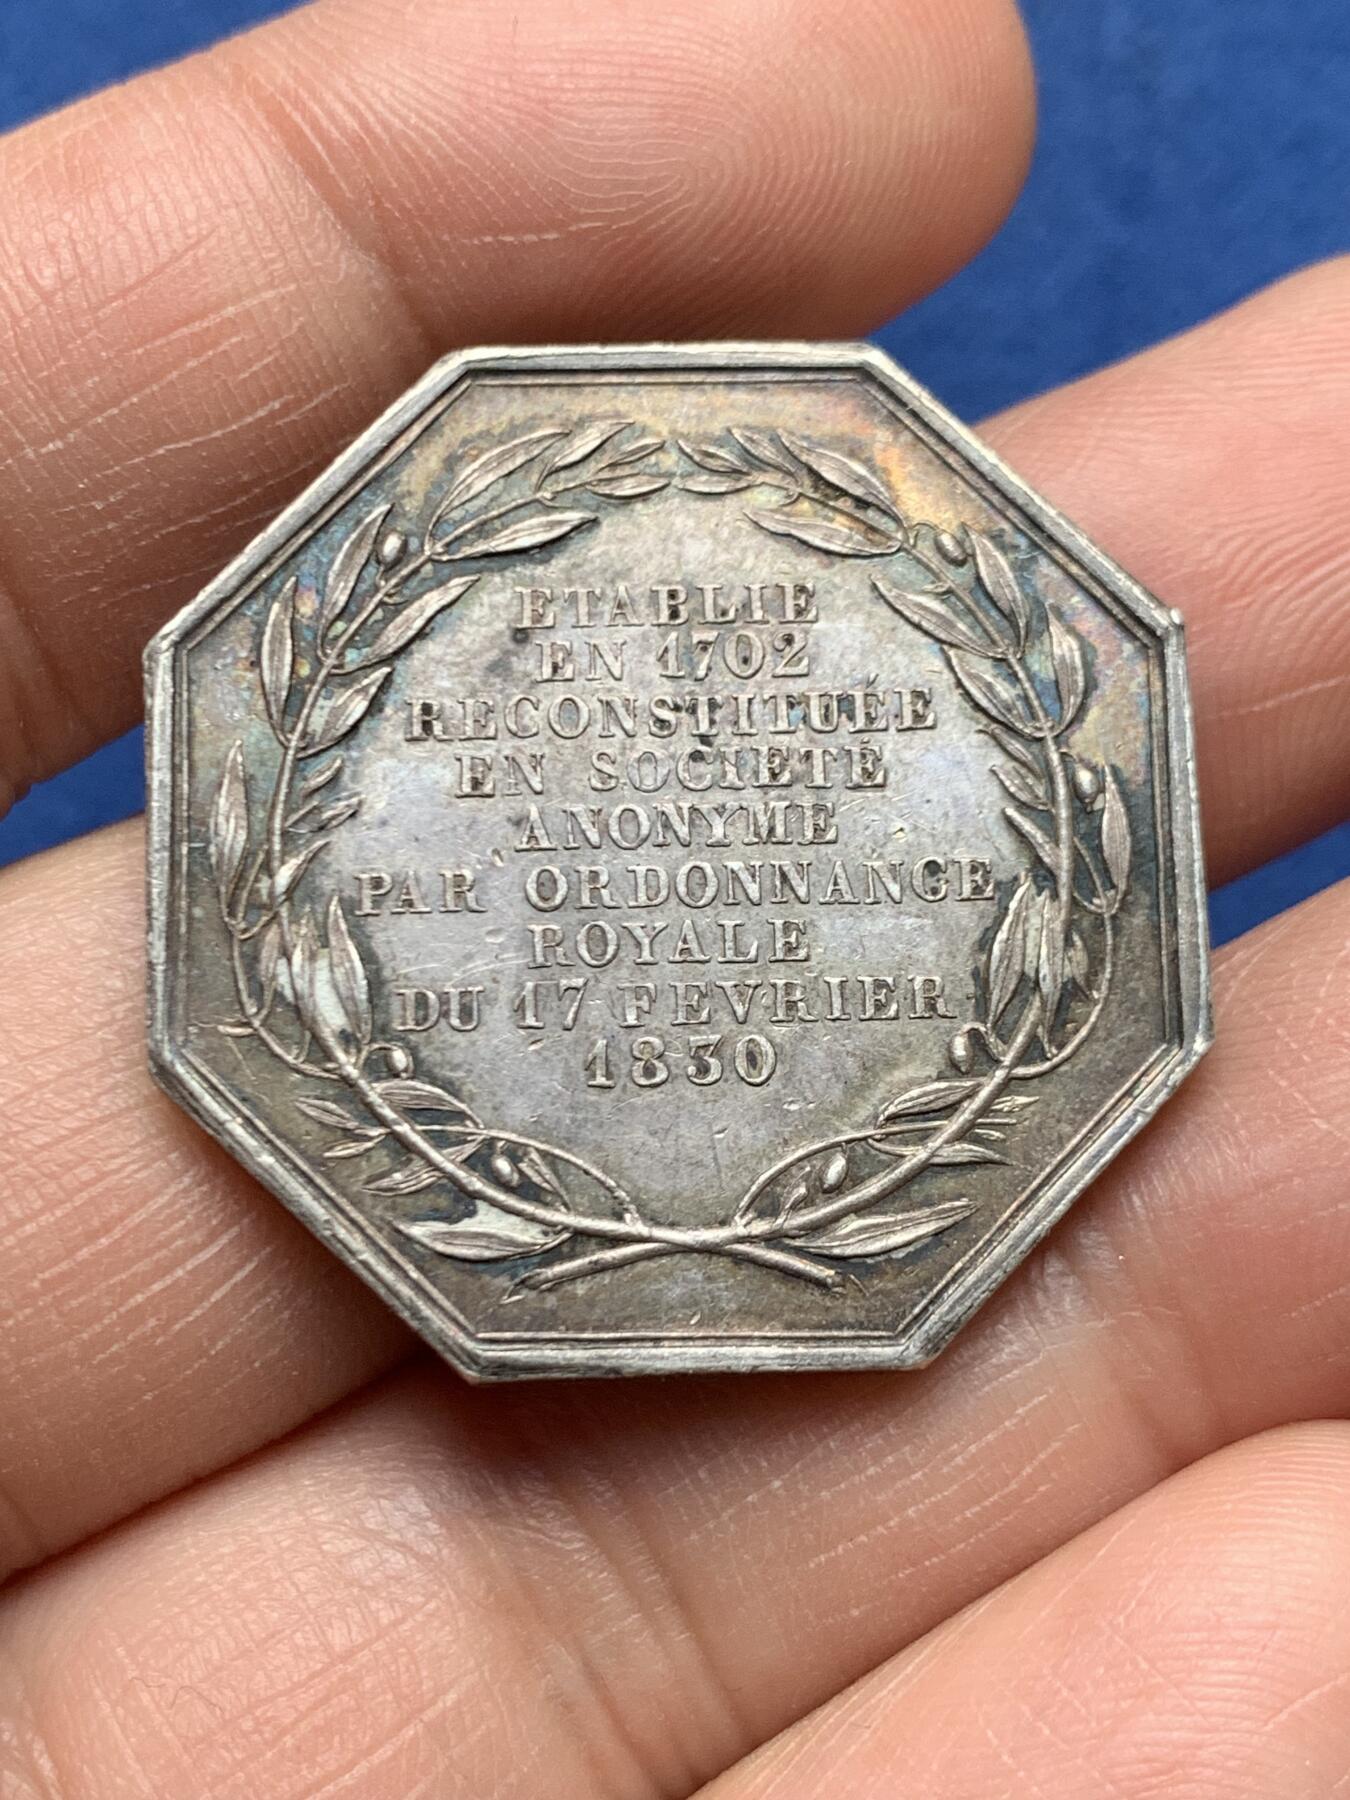 ETABLIE
EN 1702
RECONSTITUÉE
EN SOCIETÉ
ANONYME
PAR ORDONNANCE
ROYALE
DU 17 FEVRIER
1830